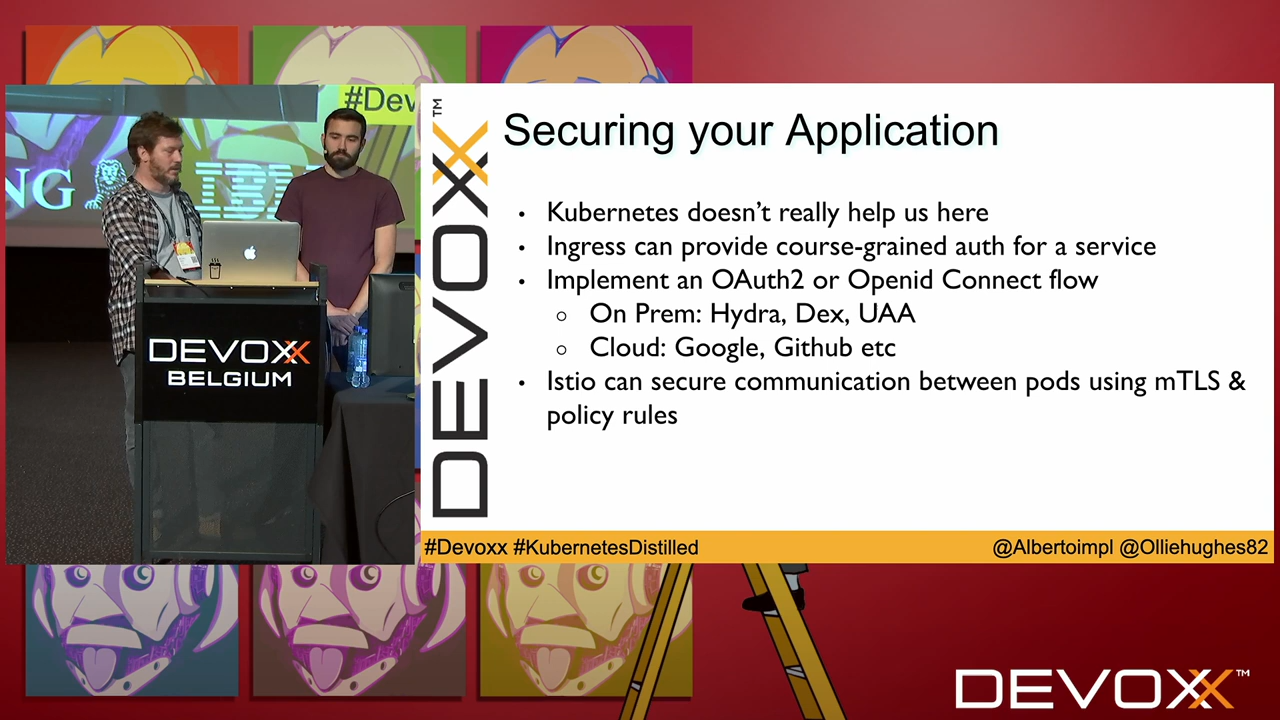 #Dev
NG
IBM
DEVOXX
BELGIUM
DEVOXX™
Securing your Application
• Kubernetes doesn't really help us here
• Ingress can provide course-grained auth for a service
• Implement an OAuth2 or Openid Connect flow
○ On Prem: Hydra, Dex, UAA
○ Cloud: Google, Github etc
• Istio can secure communication between pods using mTLS &
policy rules
#Devoxx #KubernetesDistilled
@Albertoimpl @Olliehughes82
DEVOXX™